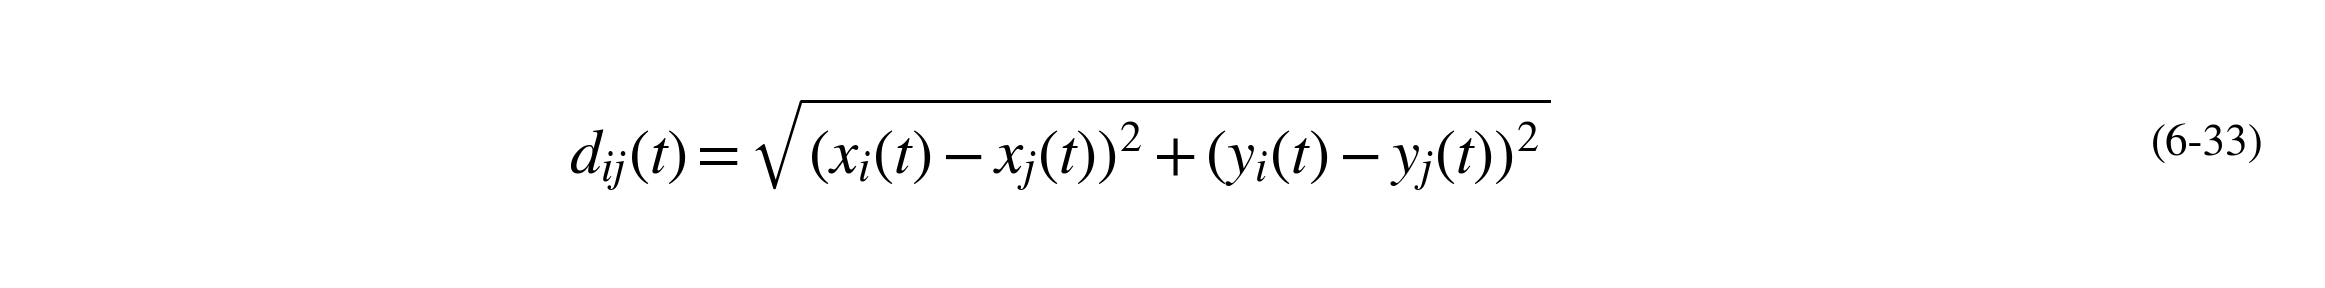 $d_{ij}(t) = \sqrt{(x_i(t) - x_j(t))^2 + (y_i(t) - y_j(t))^2}$ (6-33)